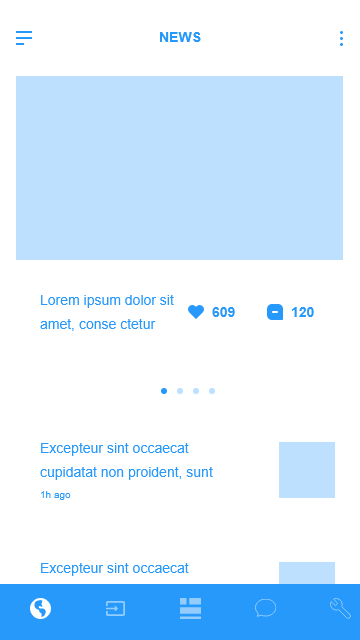 NEWS
Lorem ipsum dolor sit
amet, conse ctetur
609
120
Excepteur sint occaecat
cupidatat non proident, sunt
1h ago
Excepteur sint occaecat